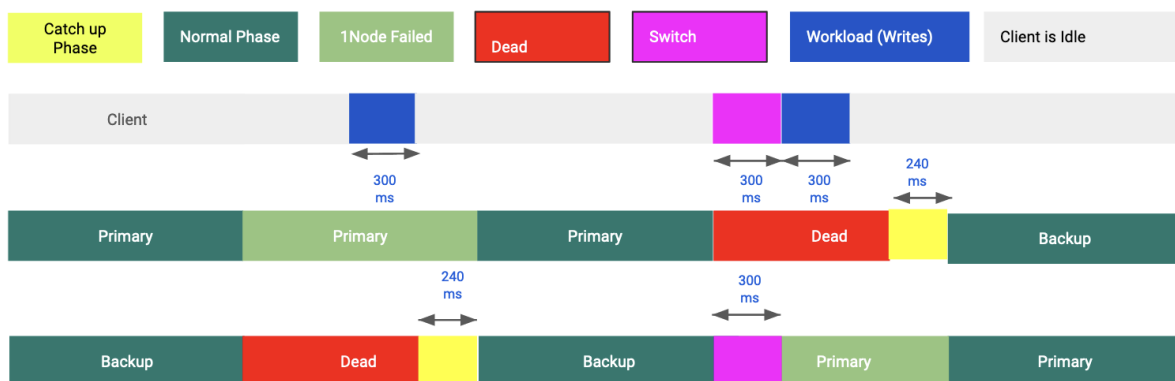 Catch up
Phase
Normal Phase
1Node Failed
Dead
Switch
Workload (Writes)
Client is Idle
Client
300
ms
300
ms
300
ms
240
ms
Primary
Primary
Primary
Dead
Backup
240
ms
300
ms
Backup
Dead
Backup
Primary
Primary